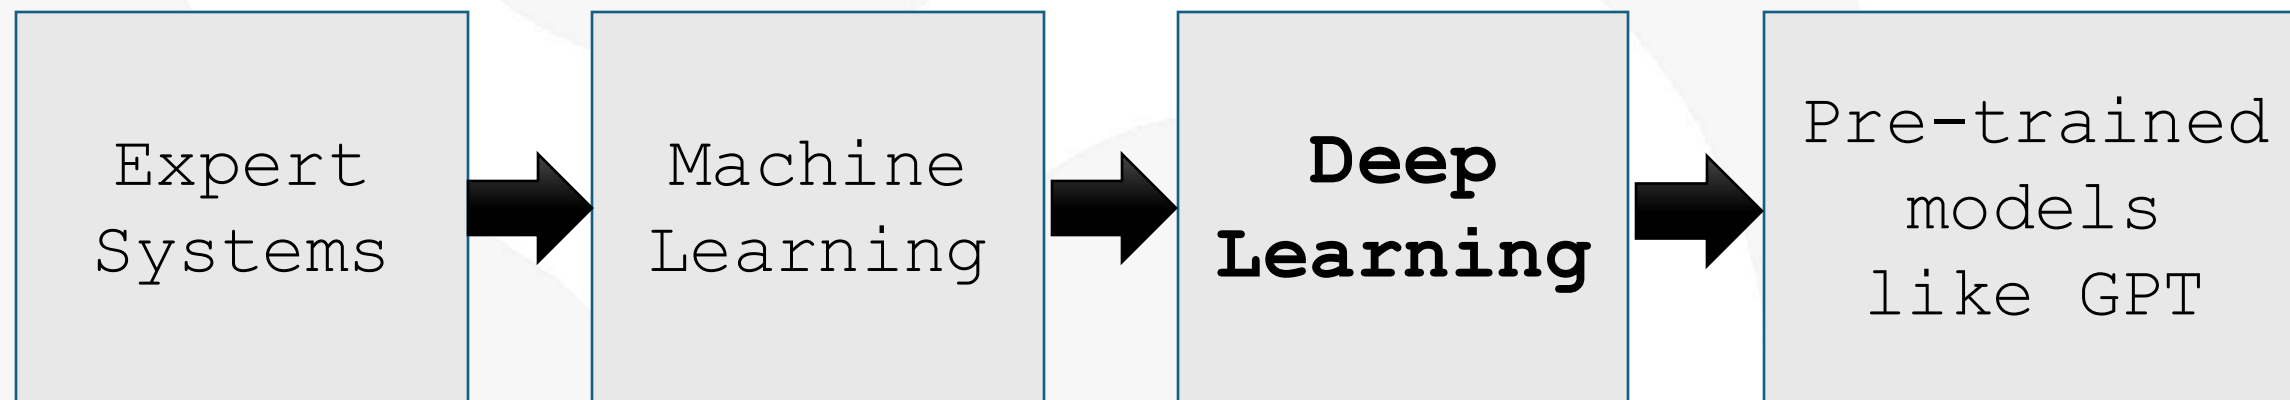 Expert
Systems
Machine
Learning
Deep
Learning
Pre-trained
models
like GPT